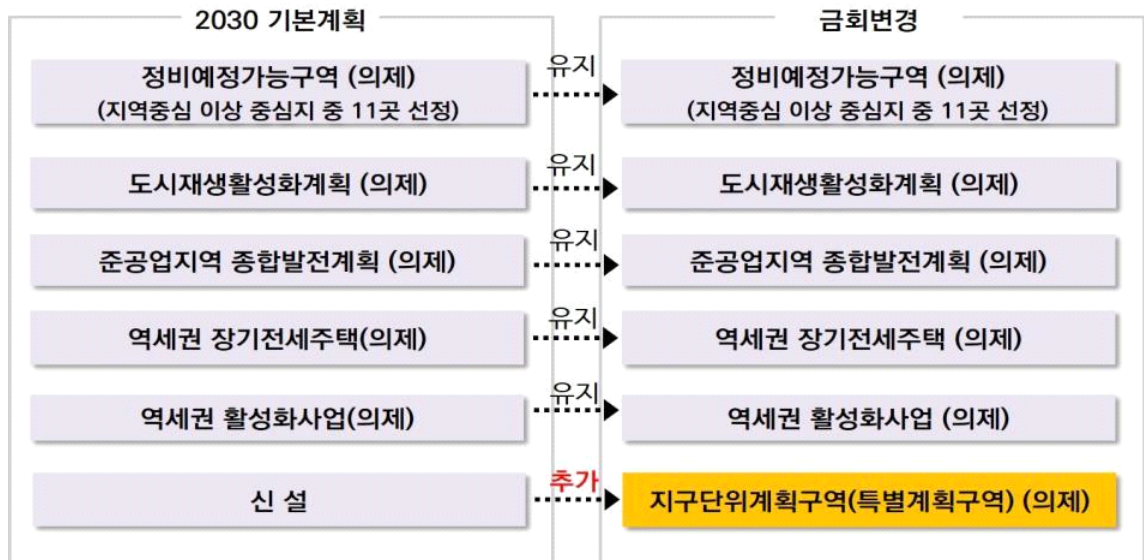 2030 기본계획
금회변경
정비예정가능구역 (의제)
(지역중심 이상 중심지 중 11곳 선정)
유지
정비예정가능구역 (의제)
(지역중심 이상 중심지 중 11곳 선정)
도시재생활성화계획 (의제)
유지
도시재생활성화계획 (의제)
준공업지역 종합발전계획 (의제)
유지
준공업지역 종합발전계획 (의제)
역세권 장기전세주택(의제)
유지
역세권 장기전세주택 (의제)
역세권 활성화사업(의제)
유지
역세권 활성화사업 (의제)
신 설
추가
지구단위계획구역(특별계획구역) (의제)